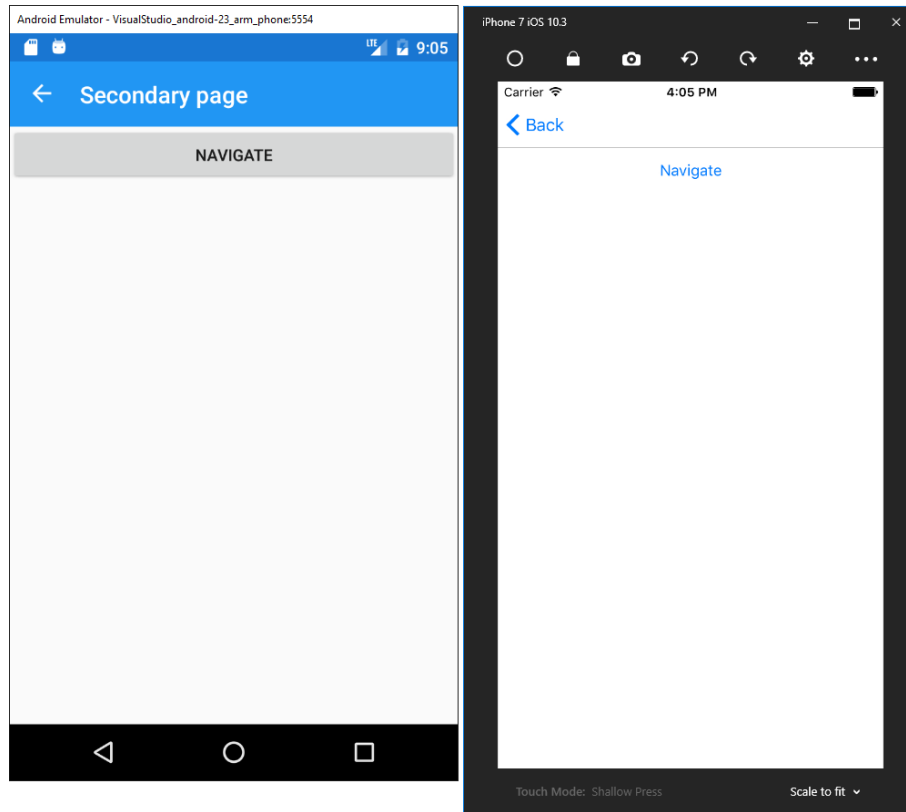 Android Emulator - VisualStudio_android-23_arm_phone:5554
LTE 9:05
Secondary page
NAVIGATE
iPhone 7 iOS 10.3
Carrier 4:05 PM
Back
Navigate
Touch Mode: Shallow Press Scale to fit